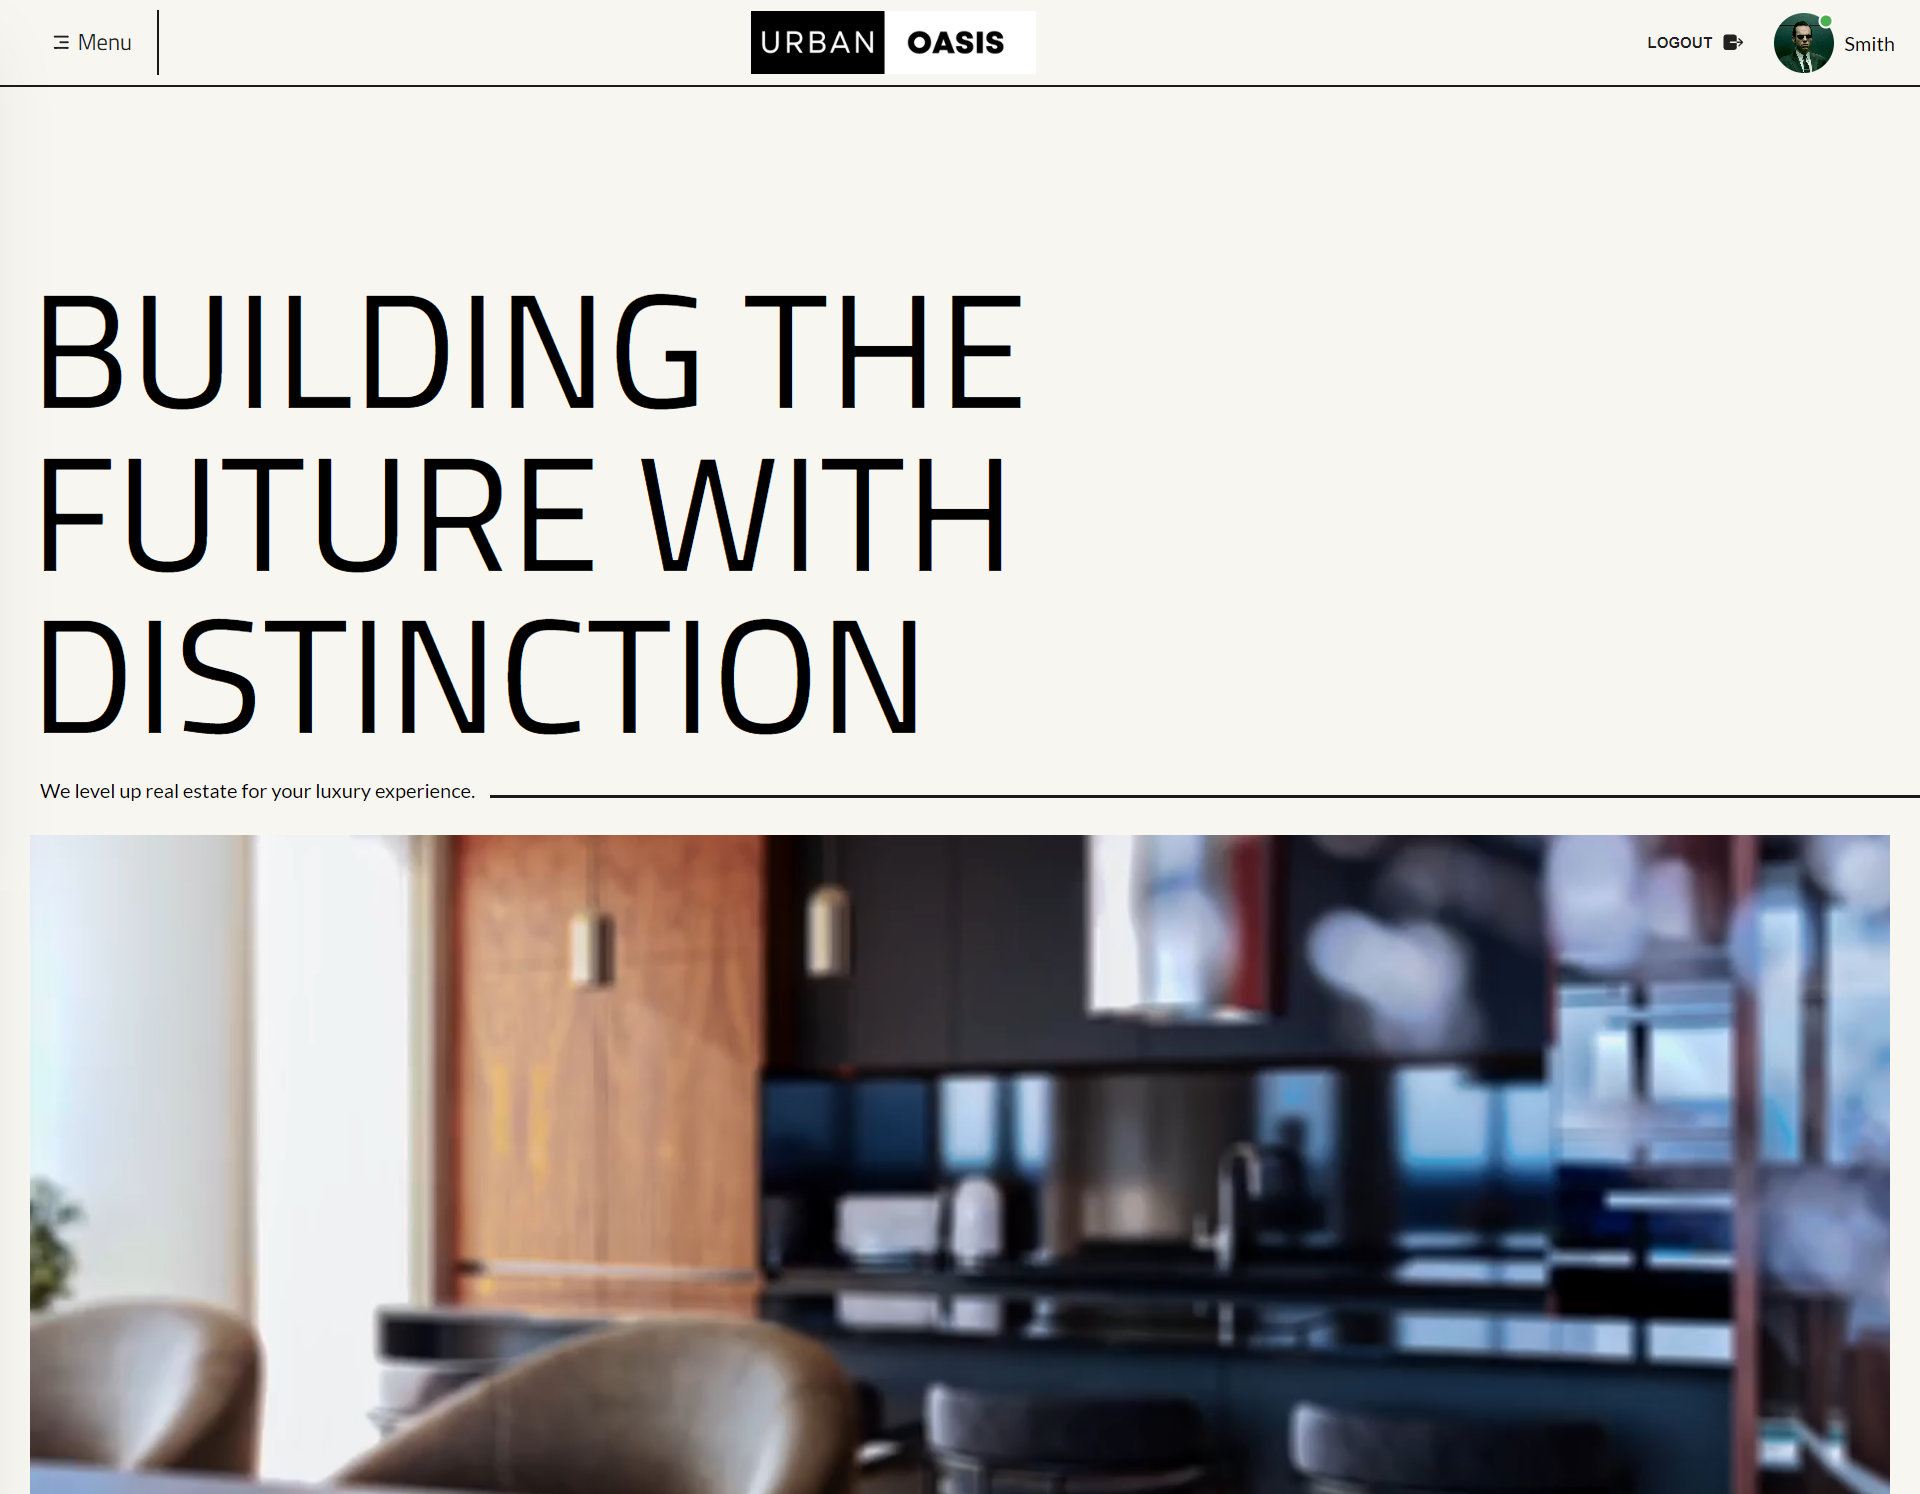 Menu
URBAN OASIS
LOGOUT
Smith
BUILDING THE
FUTURE WITH
DISTINCTION
We level up real estate for your luxury experience.